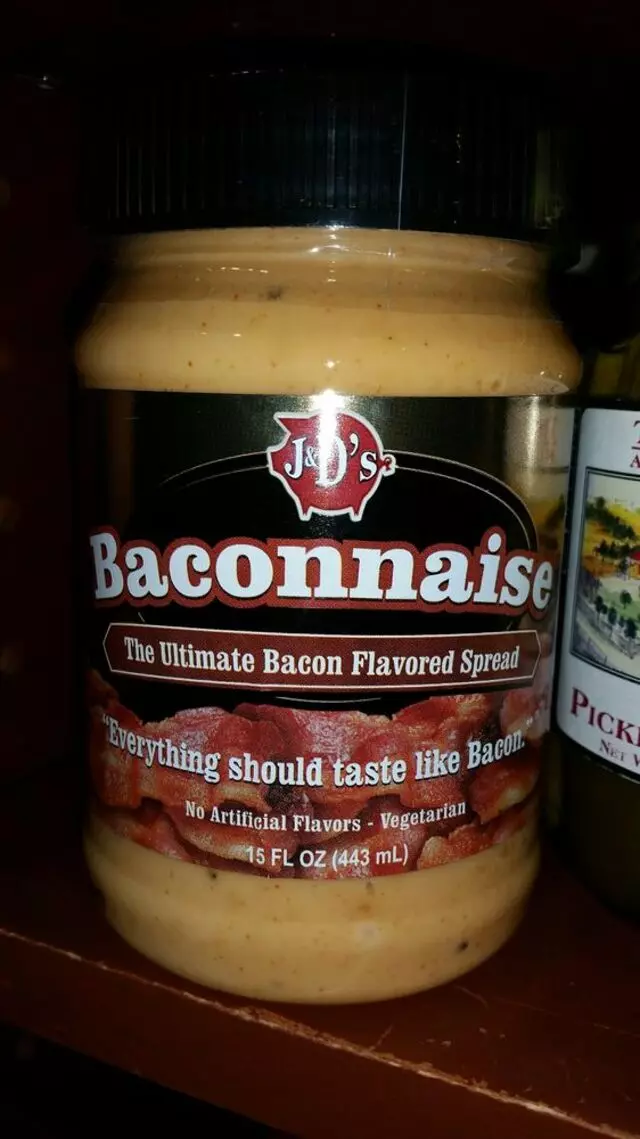 J&D's
Baconnaise
The Ultimate Bacon Flavored Spread
"Everything should taste like Bacon."
No Artificial Flavors - Vegetarian
15 FL OZ (443 mL)